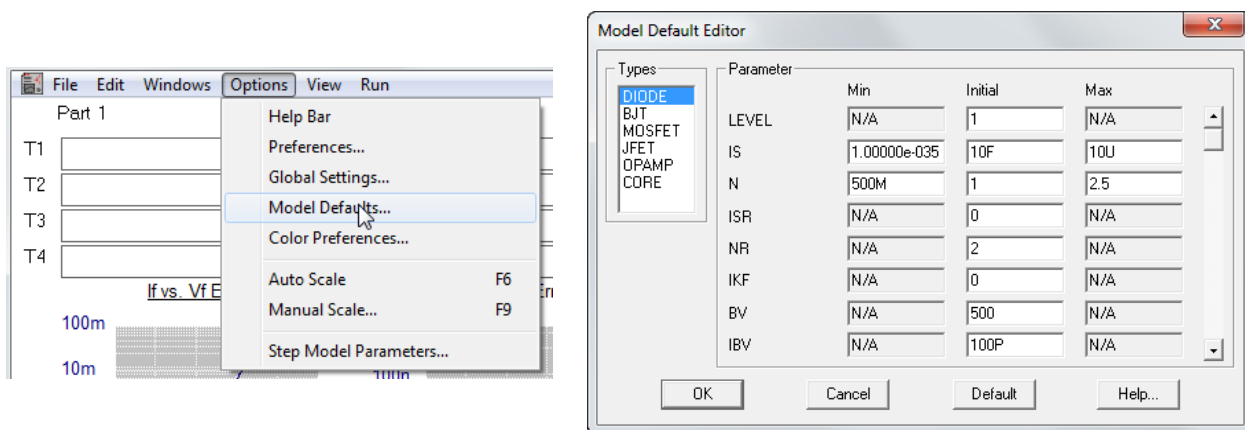 File Edit Windows Options View Run
Part 1
T1
T2
T3
T4
Help Bar
Preferences...
Global Settings...
Model Defaults...
Color Preferences...
Auto Scale F6
Manual Scale... F9
Step Model Parameters...
If vs. Vf E
Err
100m
10m
100n
Model Default Editor
Types
DIODE
BJT
MOSFET
JFET
OPAMP
CORE
Parameter
Min Initial Max
LEVEL N/A 1 N/A
IS 1.00000e-035 10F 10U
N 500M 1 2.5
ISR N/A 0 N/A
NR N/A 2 N/A
IKF N/A 0 N/A
BV N/A 500 N/A
IBV N/A 100P N/A
OK Cancel Default Help...